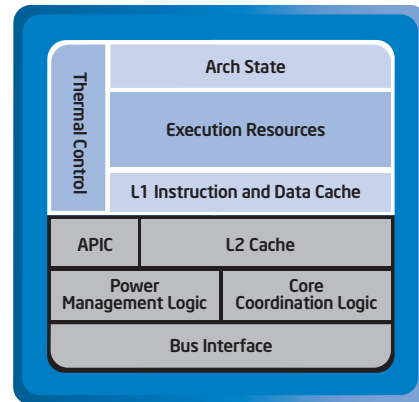 Thermal Control
Arch State
Execution Resources
L1 Instruction and Data Cache
APIC
L2 Cache
Power
Management Logic
Core
Coordination Logic
Bus Interface